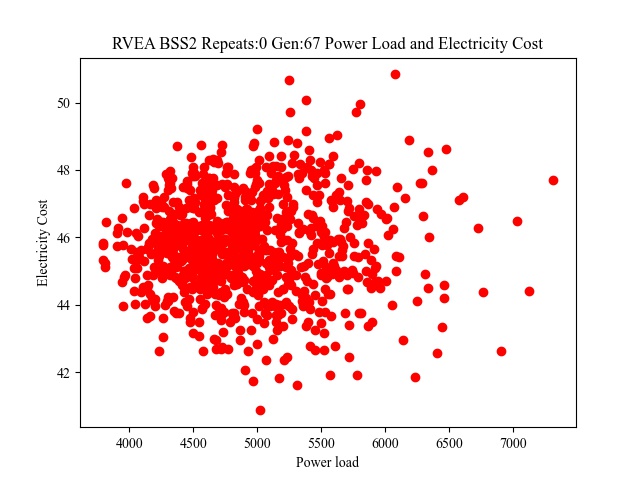 RVEA BSS2 Repeats:0 Gen:67 Power Load and Electricity Cost
50
48
46
44
42
Electricity Cost
4000 4500 5000 5500 6000 6500 7000
Power load